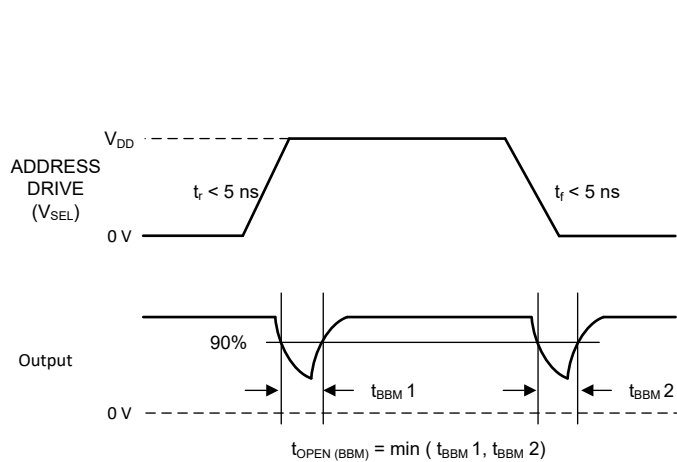 V_DD
ADDRESS
DRIVE
(V_SEL)
t_r < 5 ns
t_f < 5 ns
0 V
90%
Output
t_BBM 1
t_BBM 2
0 V
t_OPEN (BBM) = min ( t_BBM 1, t_BBM 2)